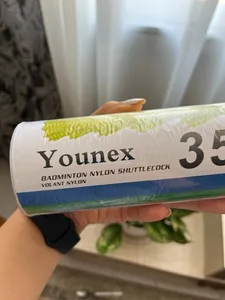 Younex
35
BADMINTON NYLON SHUTTLECOCK
VOLANT NYLON